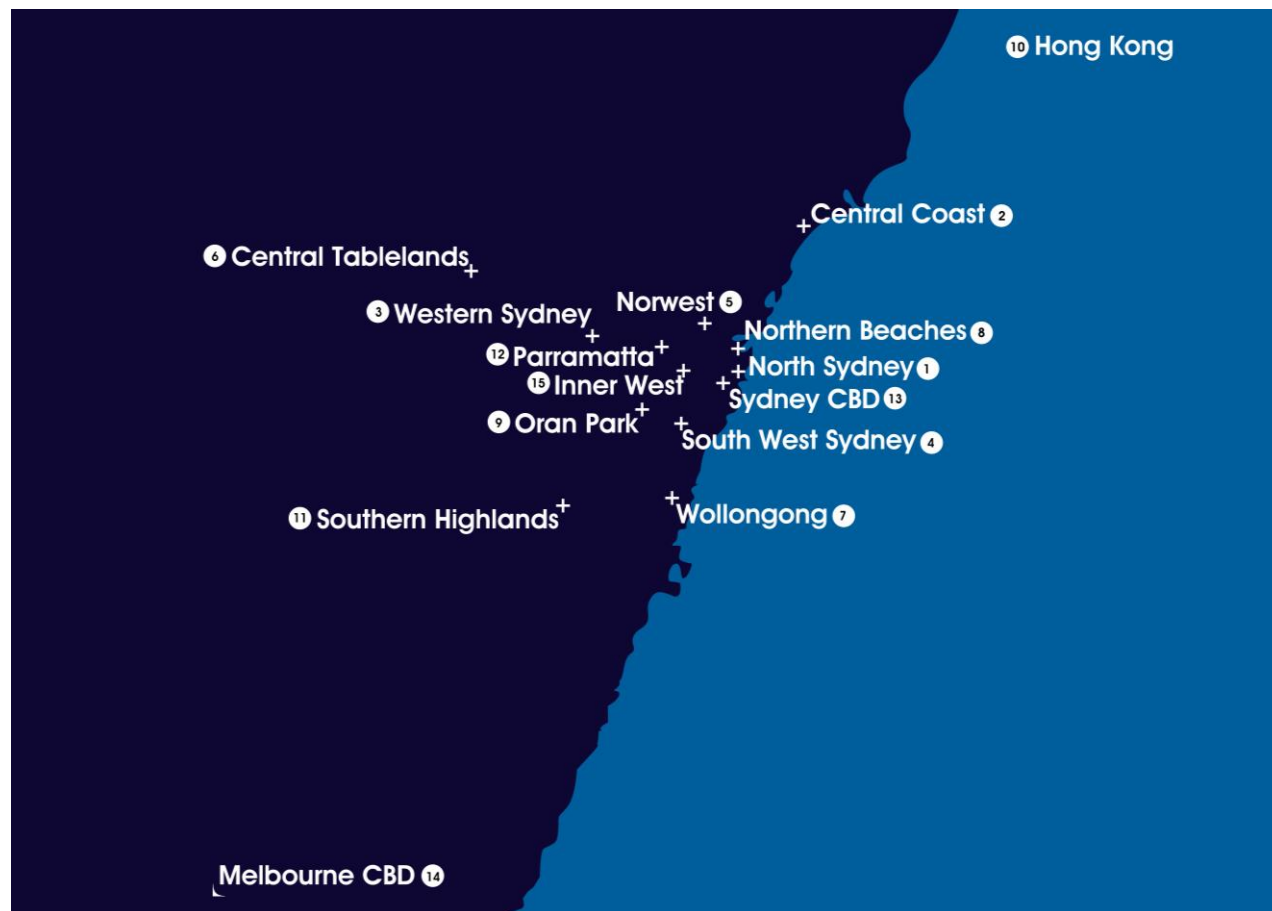 10 Hong Kong
Central Coast 2
6 Central Tablelands
Norwest 5
3 Western Sydney
Northern Beaches 8
12 Parramatta
North Sydney 1
15 Inner West
Sydney CBD 13
9 Oran Park
South West Sydney 4
11 Southern Highlands
Wollongong 7
Melbourne CBD 14